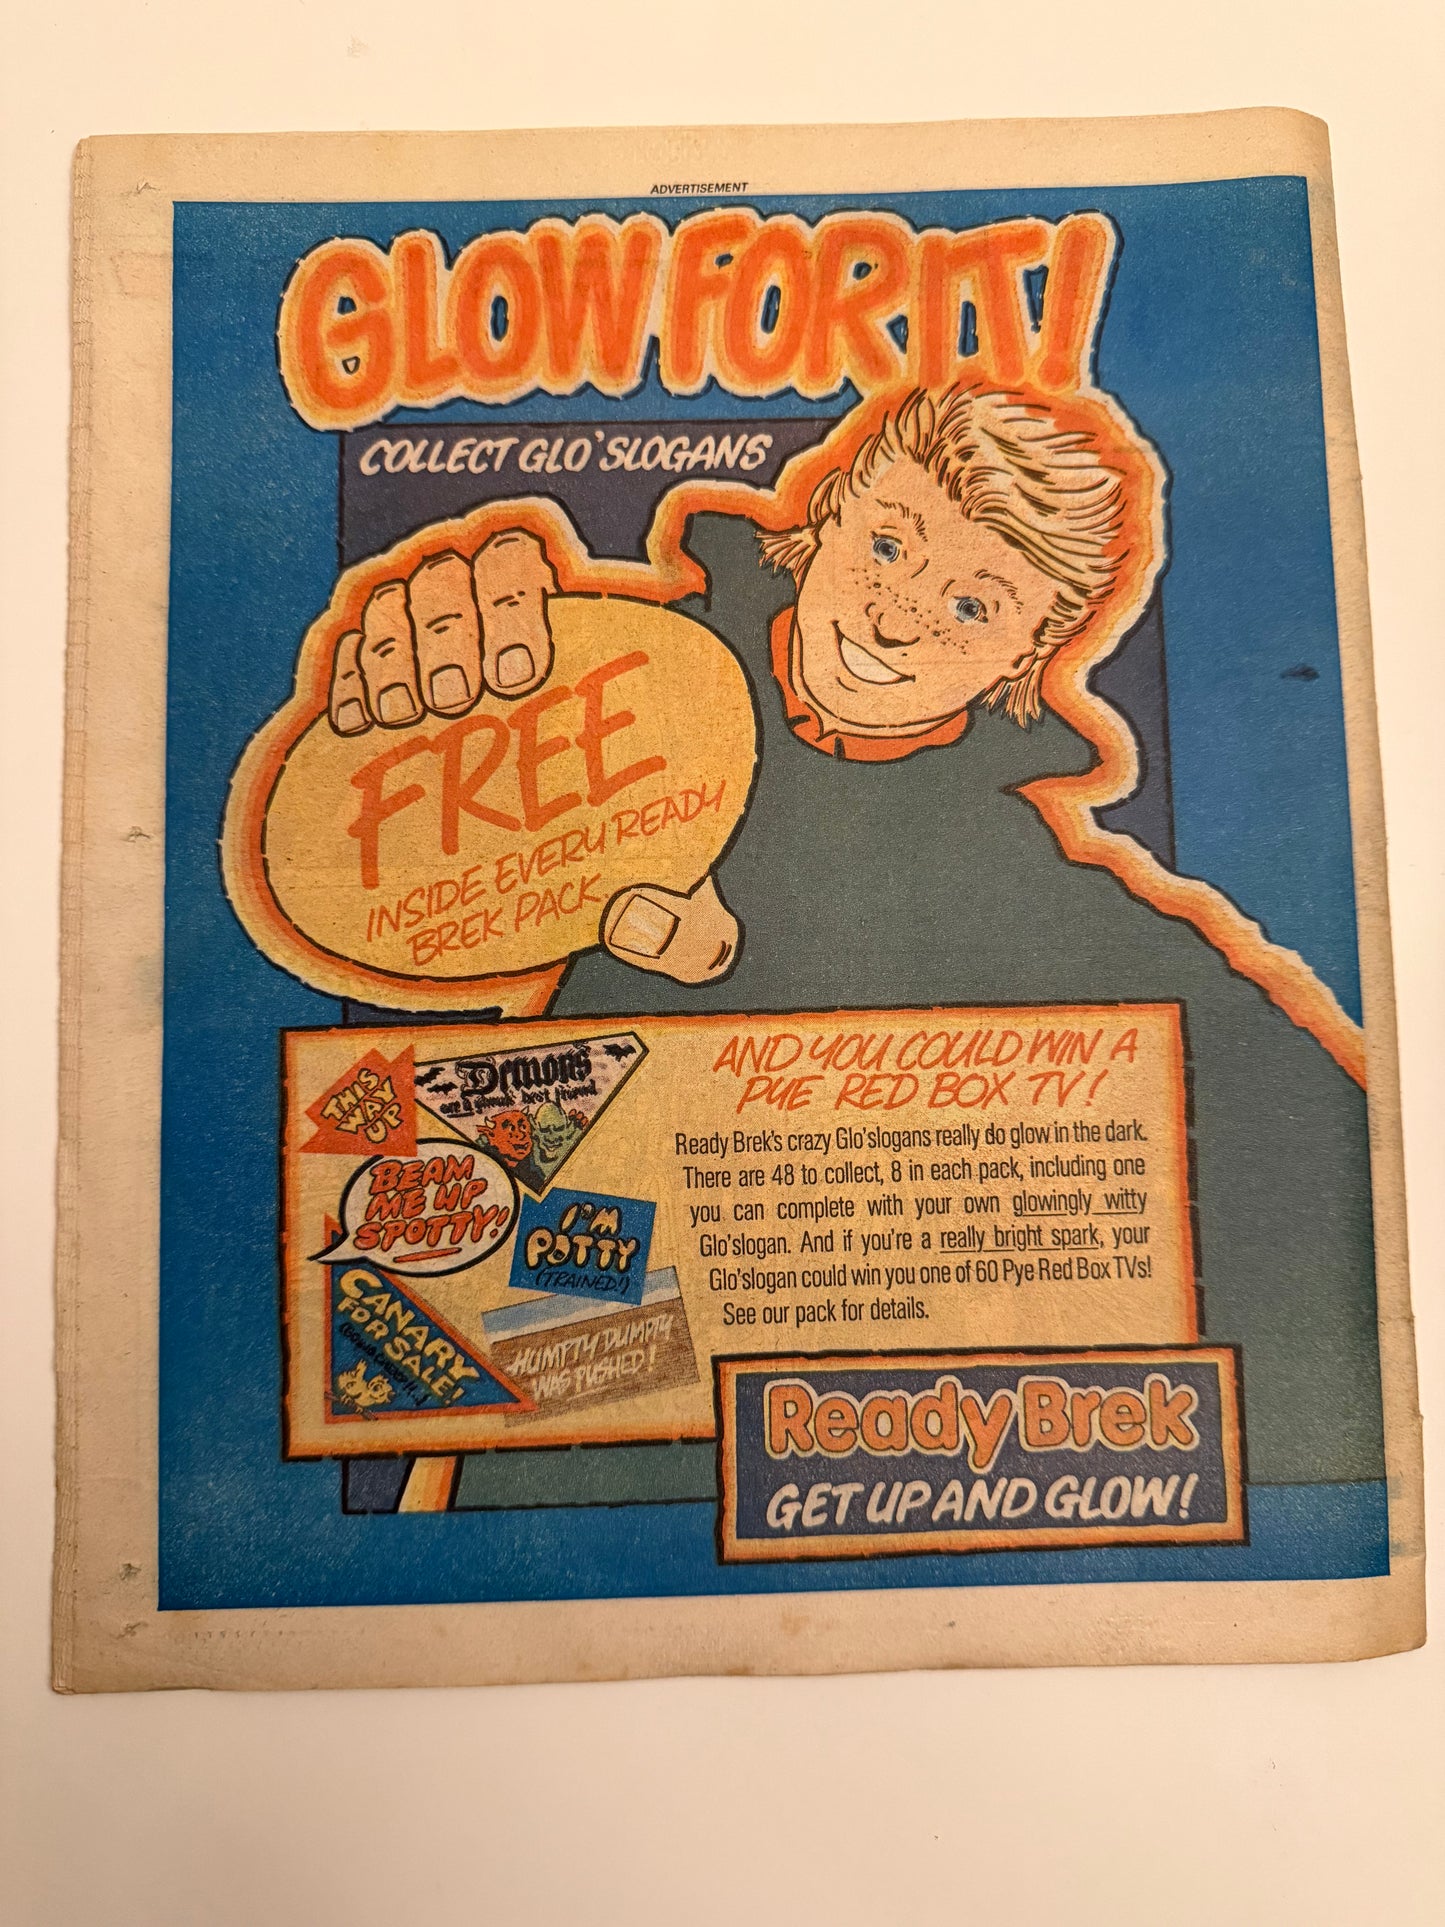 ADVERTISEMENT
GLOW FOR IT!
COLLECT GLO'SLOGANS
FREE
INSIDE EVERY READY
BREK PACK.
THIS
WAY
UP
Demons
are a ghouls' best friend
BEAM
ME UP
SPOTTY!
I'M
POTTY
(TRAINED!)
CANARY
FOR SALE!
HUMPTY DUMPTY
WAS PUSHED!
AND YOU COULD WIN A
PYE RED BOX TV!
Ready Brek's crazy Glo'slogans really do glow in the dark.
There are 48 to collect, 8 in each pack, including one
you can complete with your own glowingly witty
Glo'slogan. And if you're a really bright spark, your
Glo'slogan could win you one of 60 Pye Red Box TVs!
See our pack for details.
Ready Brek
GET UP AND GLOW!